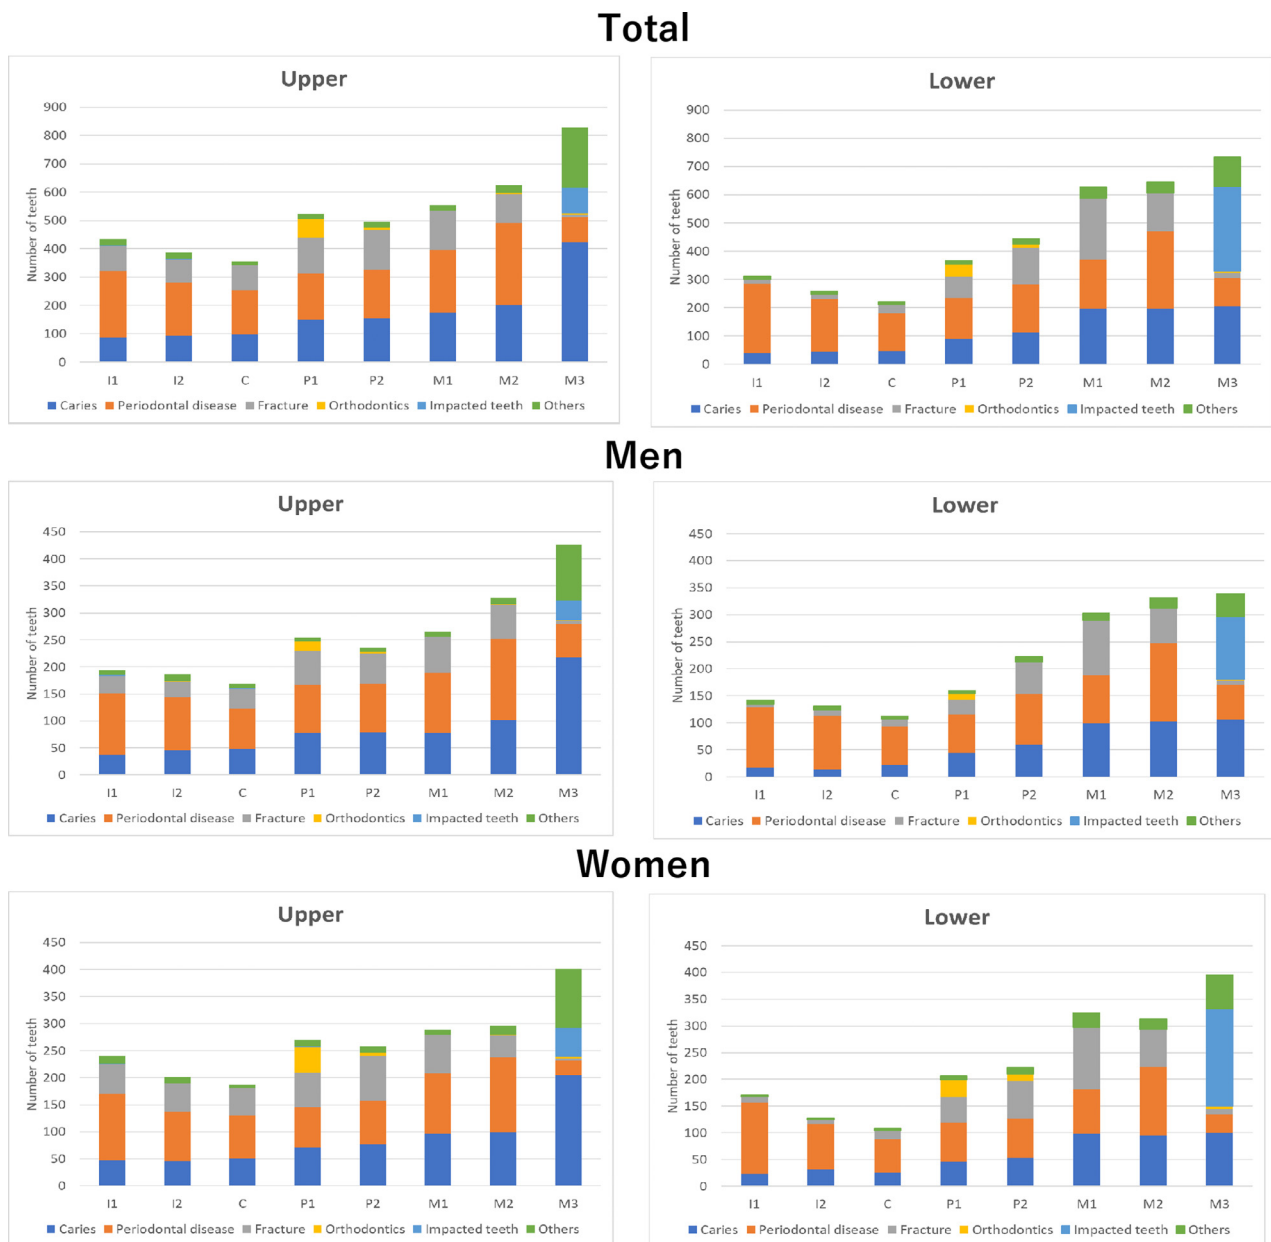 Total
Upper
Number of teeth
900
800
700
600
500
400
300
200
100
0
I1 I2 C P1 P2 M1 M2 M3
Caries Periodontal disease Fracture Orthodontics Impacted teeth Others
Lower
Number of teeth
900
800
700
600
500
400
300
200
100
0
I1 I2 C P1 P2 M1 M2 M3
Caries Periodontal disease Fracture Orthodontics Impacted teeth Others
Men
Upper
Number of teeth
450
400
350
300
250
200
150
100
50
0
I1 I2 C P1 P2 M1 M2 M3
Caries Periodontal disease Fracture Orthodontics Impacted teeth Others
Lower
Number of teeth
450
400
350
300
250
200
150
100
50
0
I1 I2 C P1 P2 M1 M2 M3
Caries Periodontal disease Fracture Orthodontics Impacted teeth Others
Women
Upper
Number of teeth
450
400
350
300
250
200
150
100
50
0
I1 I2 C P1 P2 M1 M2 M3
Caries Periodontal disease Fracture Orthodontics Impacted teeth Others
Lower
Number of teeth
450
400
350
300
250
200
150
100
50
0
I1 I2 C P1 P2 M1 M2 M3
Caries Periodontal disease Fracture Orthodontics Impacted teeth Others